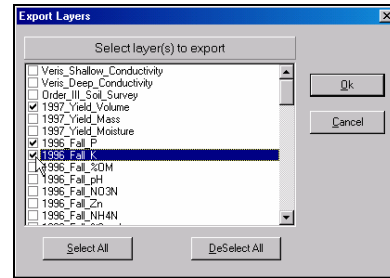 Export Layers
Select layer(s) to export
Veris_Shallow_Conductivity
Veris_Deep_Conductivity
Order_III_Soil_Survey
1997_Yield_Volume
1997_Yield_Mass
1997_Yield_Moisture
1996_Fall_P
1996_Fall_K
1996_Fall_%OM
1996_Fall_pH
1996_Fall_NO3N
1996_Fall_Zn
1996_Fall_NH4N
Ok
Cancel
Select All
DeSelect All